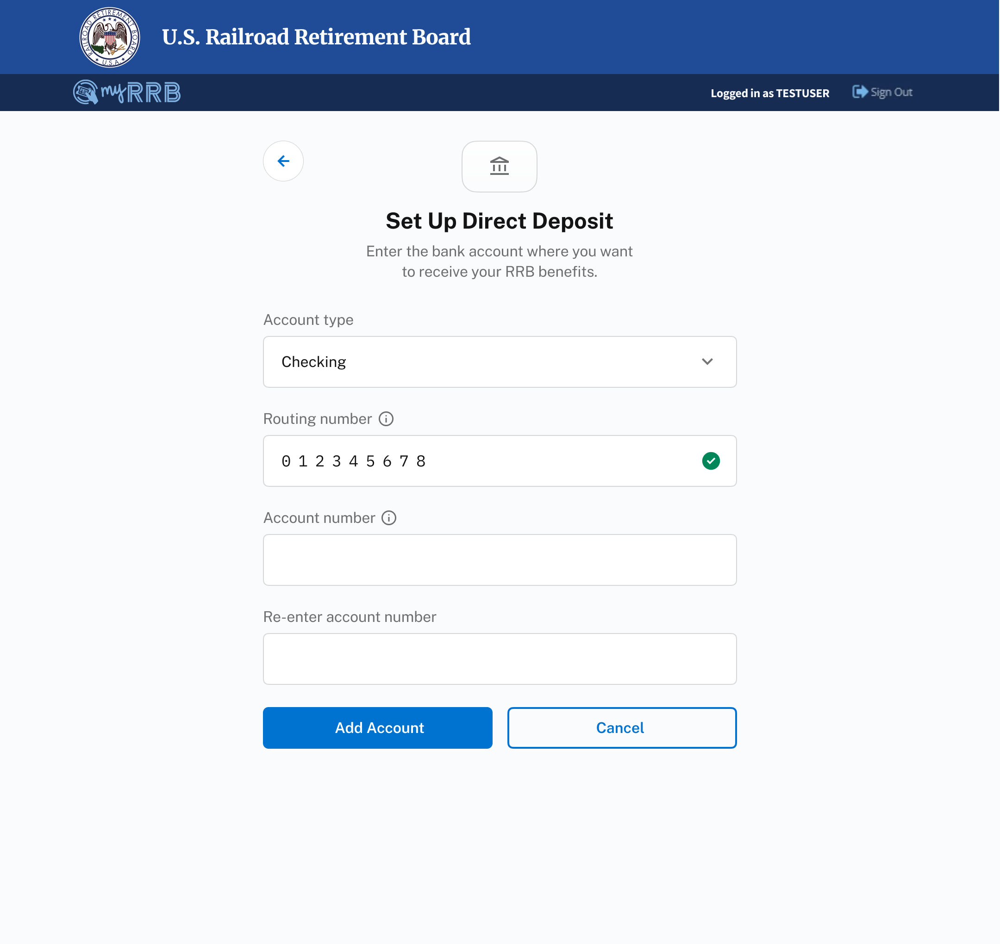 RAILROAD RETIREMENT BOARD
U.S.A.
U.S. Railroad Retirement Board
myRRB
Logged in as TESTUSER
Sign Out
Set Up Direct Deposit
Enter the bank account where you want
to receive your RRB benefits.
Account type
Checking
Routing number
0 1 2 3 4 5 6 7 8
Account number
Re-enter account number
Add Account
Cancel